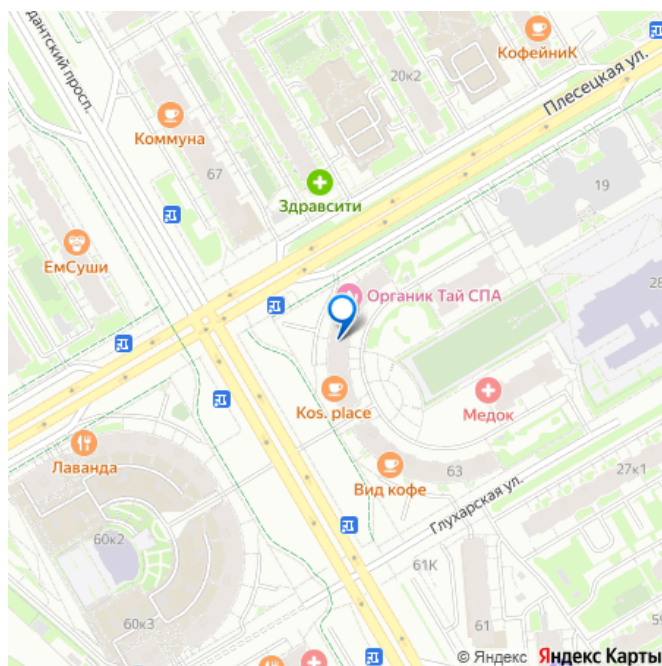 КофейниК
20к2
Плесецкая ул.
дантский просп.
Коммуна
67
Здравсити
19
ЕмСуши
28
Органик Тай СПА
Kos. place
Медок
Лаванда
63
Вид кофе
27к1
Глухарская ул.
60к2
61К
60к3
61
59
© Яндекс Яндекс Карты